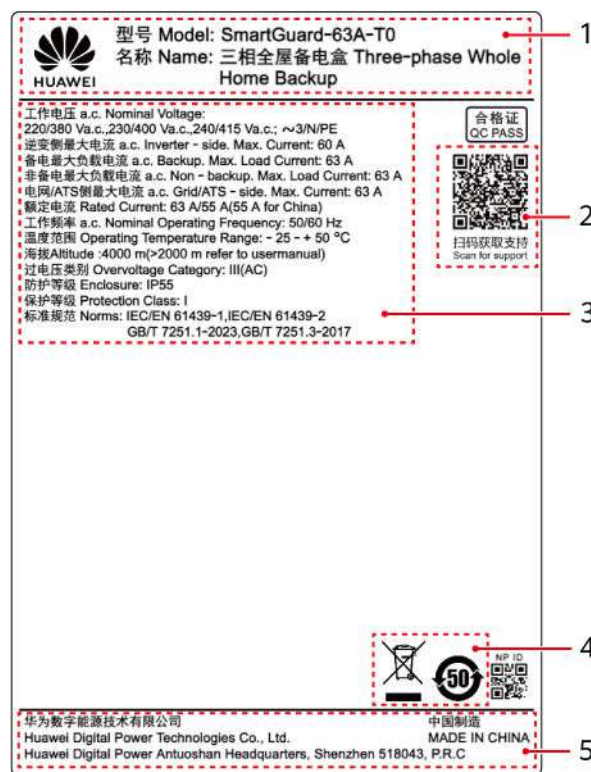 型号 Model: SmartGuard-63A-T0
名称 Name: 三相全屋备电盒 Three-phase Whole
Home Backup
HUAWEI
1
工作电压 a.c. Nominal Voltage:
220/380 Va.c.,230/400 Va.c.,240/415 Va.c.; ～3/N/PE
逆变侧最大电流 a.c. Inverter - side. Max. Current: 60 A
备电最大负载电流 a.c. Backup. Max. Load Current: 63 A
非备电最大负载电流 a.c. Non - backup. Max. Load Current: 63 A
电网/ATS侧最大电流 a.c. Grid/ATS - side. Max. Current: 63 A
额定电流 Rated Current: 63 A/55 A(55 A for China)
工作频率 a.c. Nominal Operating Frequency: 50/60 Hz
温度范围 Operating Temperature Range: - 25 - + 50 °C
海拔Altitude :4000 m(>2000 m refer to usermanual)
过电压类别 Overvoltage Category: III(AC)
防护等级 Enclosure: IP55
保护等级 Protection Class: I
标准规范 Norms: IEC/EN 61439-1,IEC/EN 61439-2
GB/T 7251.1-2023,GB/T 7251.3-2017
合格证
QC PASS
2
扫码获取支持
Scan for support
3
4
NP ID
50
华为数字能源技术有限公司
中国制造
Huawei Digital Power Technologies Co., Ltd.
MADE IN CHINA
Huawei Digital Power Antuoshan Headquarters, Shenzhen 518043, P.R.C
5